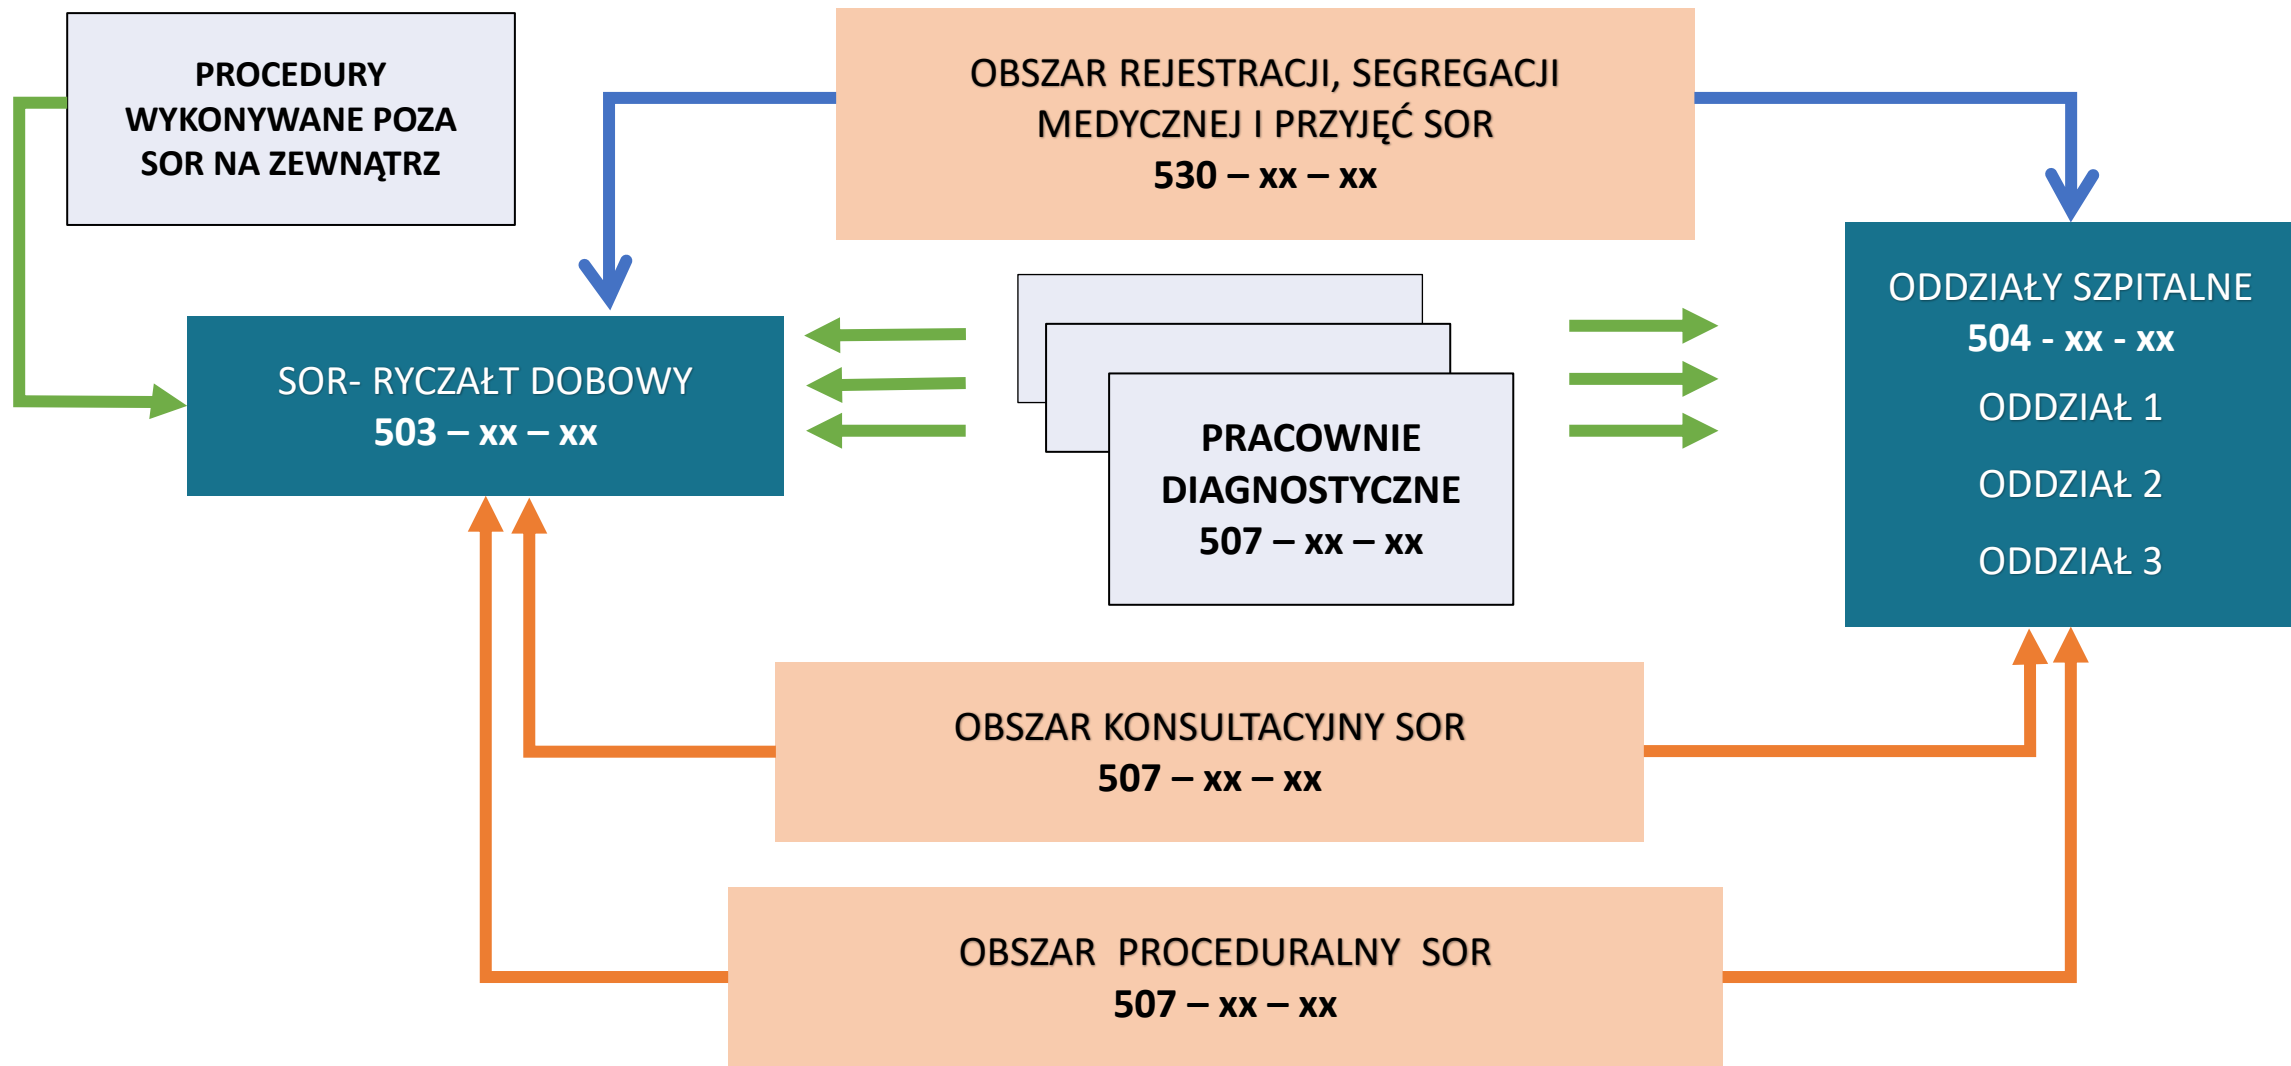 PROCEDURY
WYKONYWANE POZA
SOR NA ZEWNĄTRZ
OBSZAR REJESTRACJI, SEGREGACJI
MEDYCZNEJ I PRZYJĘĆ SOR
530 – xx – xx
SOR- RYCZAŁT DOBOWY
503 – xx – xx
PRACOWNIE
DIAGNOSTYCZNE
507 – xx – xx
ODDZIAŁY SZPITALNE
504 - xx - xx
ODDZIAŁ 1
ODDZIAŁ 2
ODDZIAŁ 3
OBSZAR KONSULTACYJNY SOR
507 – xx – xx
OBSZAR PROCEDURALNY SOR
507 – xx – xx